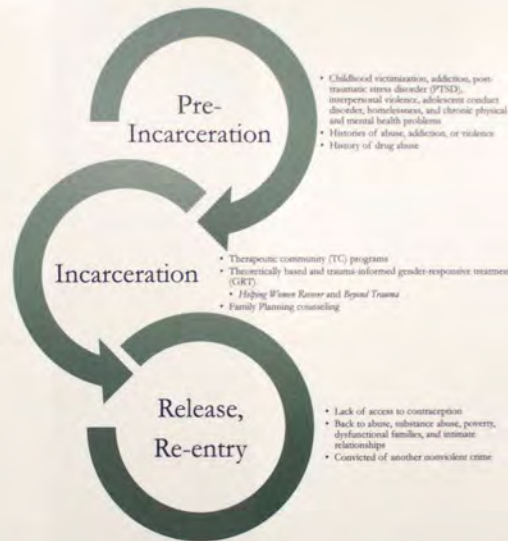 Pre-
Incarceration
• Childhood victimization, addiction, post-
traumatic stress disorder (PTSD),
interpersonal violence, adolescent conduct
disorder, homelessness, and chronic physical
and mental health problems
• Histories of abuse, addiction, or violence
• History of drug abuse
Incarceration
• Therapeutic community (TC) programs
• Theoretically based and trauma-informed gender-responsive treatment
(GRT)
• Helping Women Recover and Beyond Trauma
• Family Planning counseling
Release,
Re-entry
• Lack of access to contraception
• Back to abuse, substance abuse, poverty,
dysfunctional families, and intimate
relationships
• Convicted of another nonviolent crime